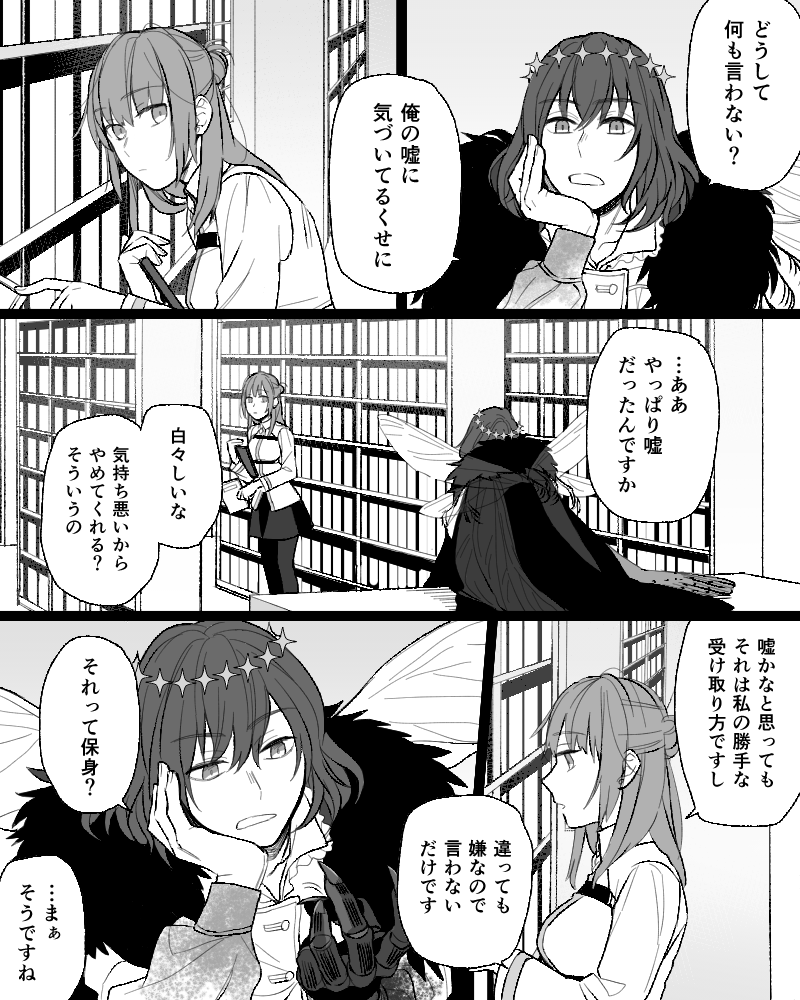 どうして
何も言わない？
俺の嘘に
気づいてるくせに
…ああ
やっぱり嘘
だったんですか
白々しいな
気持ち悪いから
やめてくれる？
そういうの
嘘かなと思っても
それは私の勝手な
受け取り方ですし
違っても
嫌なので
言わない
だけです
それって保身？
…まぁ
そうですね